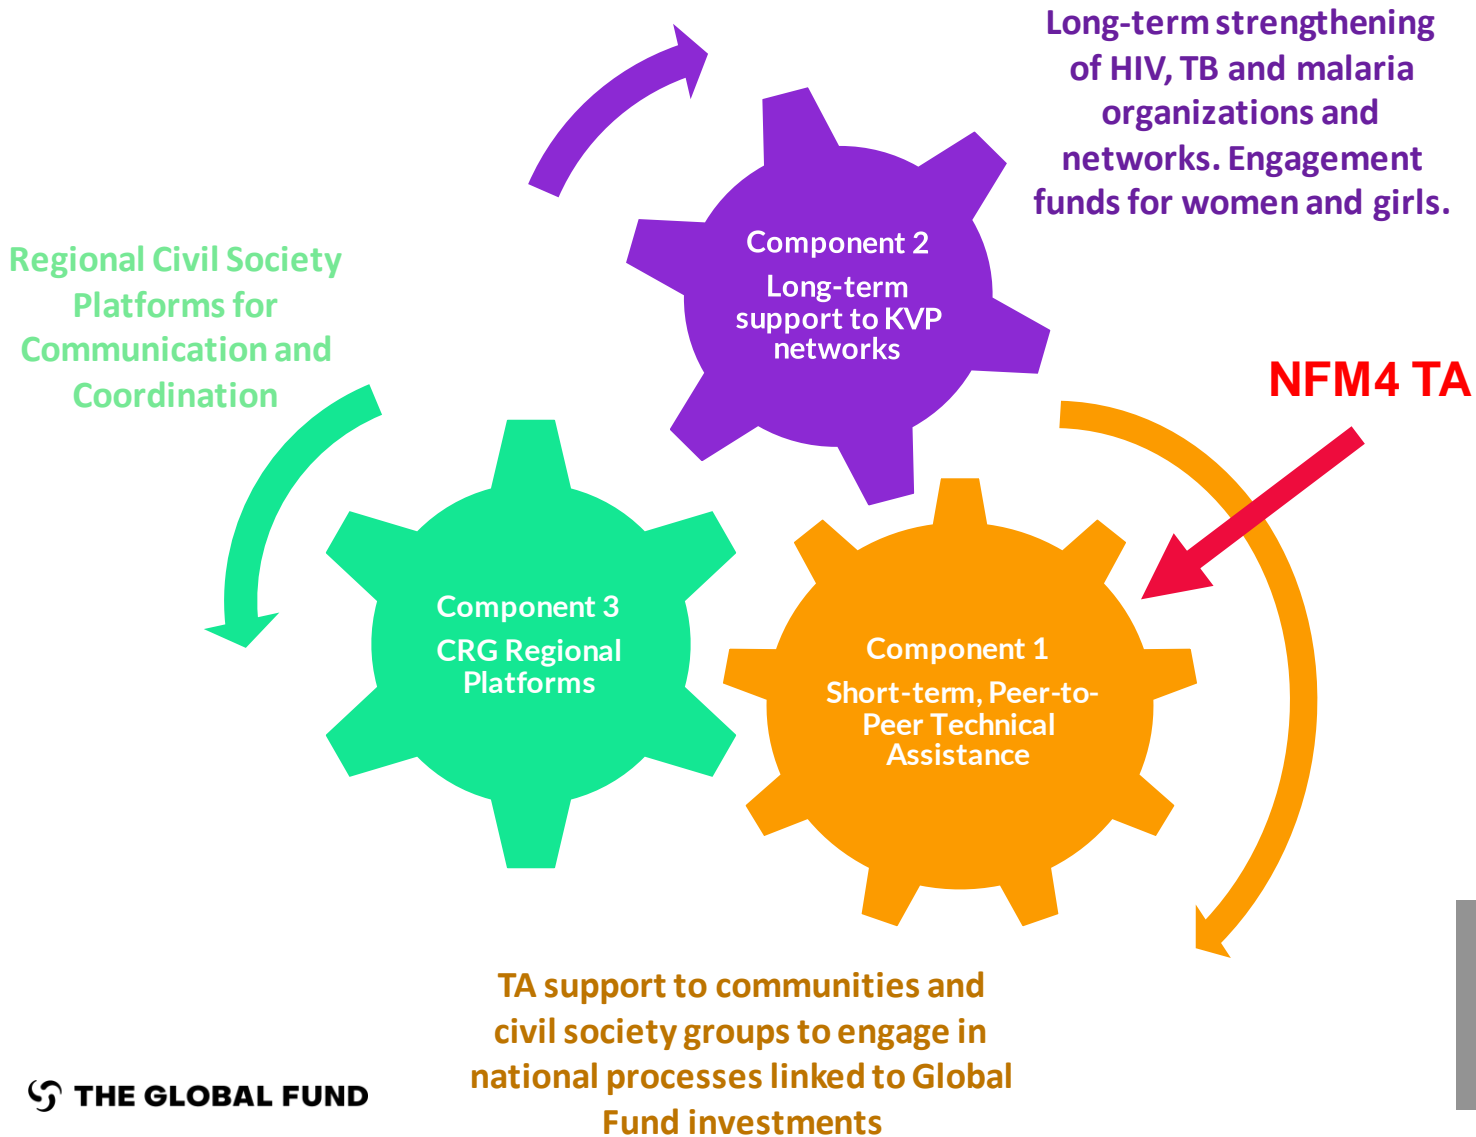 Long-term strengthening
of HIV, TB and malaria
organizations and
networks. Engagement
funds for women and girls.
Component 2
Long-term
support to KVP
networks
Regional Civil Society
Platforms for
Communication and
Coordination
NFM4 TA
Component 3
CRG Regional
Platforms
Component 1
Short-term, Peer-to-
Peer Technical
Assistance
TA support to communities and
civil society groups to engage in
national processes linked to Global
Fund investments
THE GLOBAL FUND